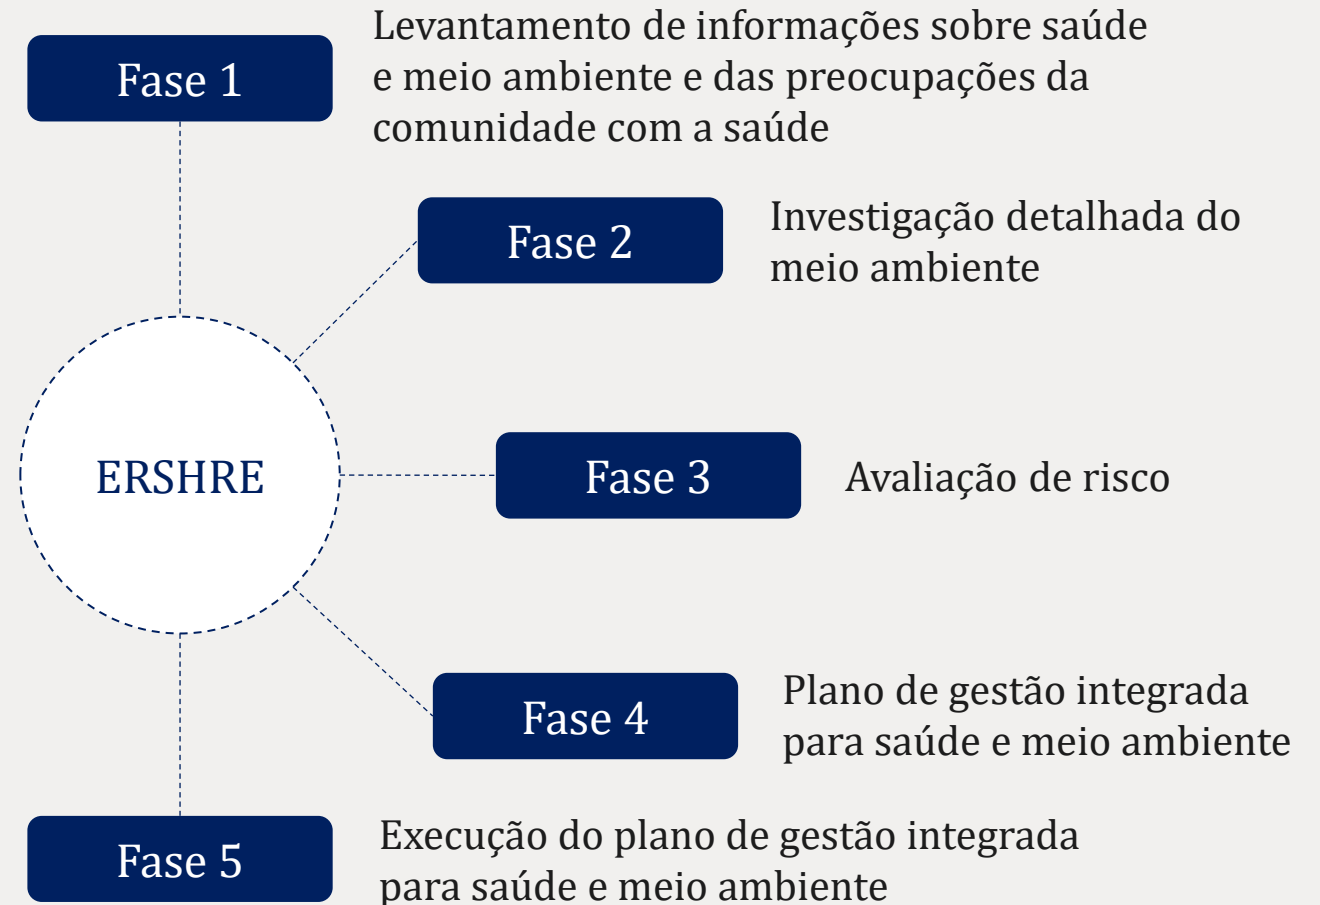 Fase 1
Levantamento de informações sobre saúde
e meio ambiente e das preocupações da
comunidade com a saúde
Fase 2
Investigação detalhada do
meio ambiente
ERSHRE
Fase 3
Avaliação de risco
Fase 4
Plano de gestão integrada
para saúde e meio ambiente
Fase 5
Execução do plano de gestão integrada
para saúde e meio ambiente